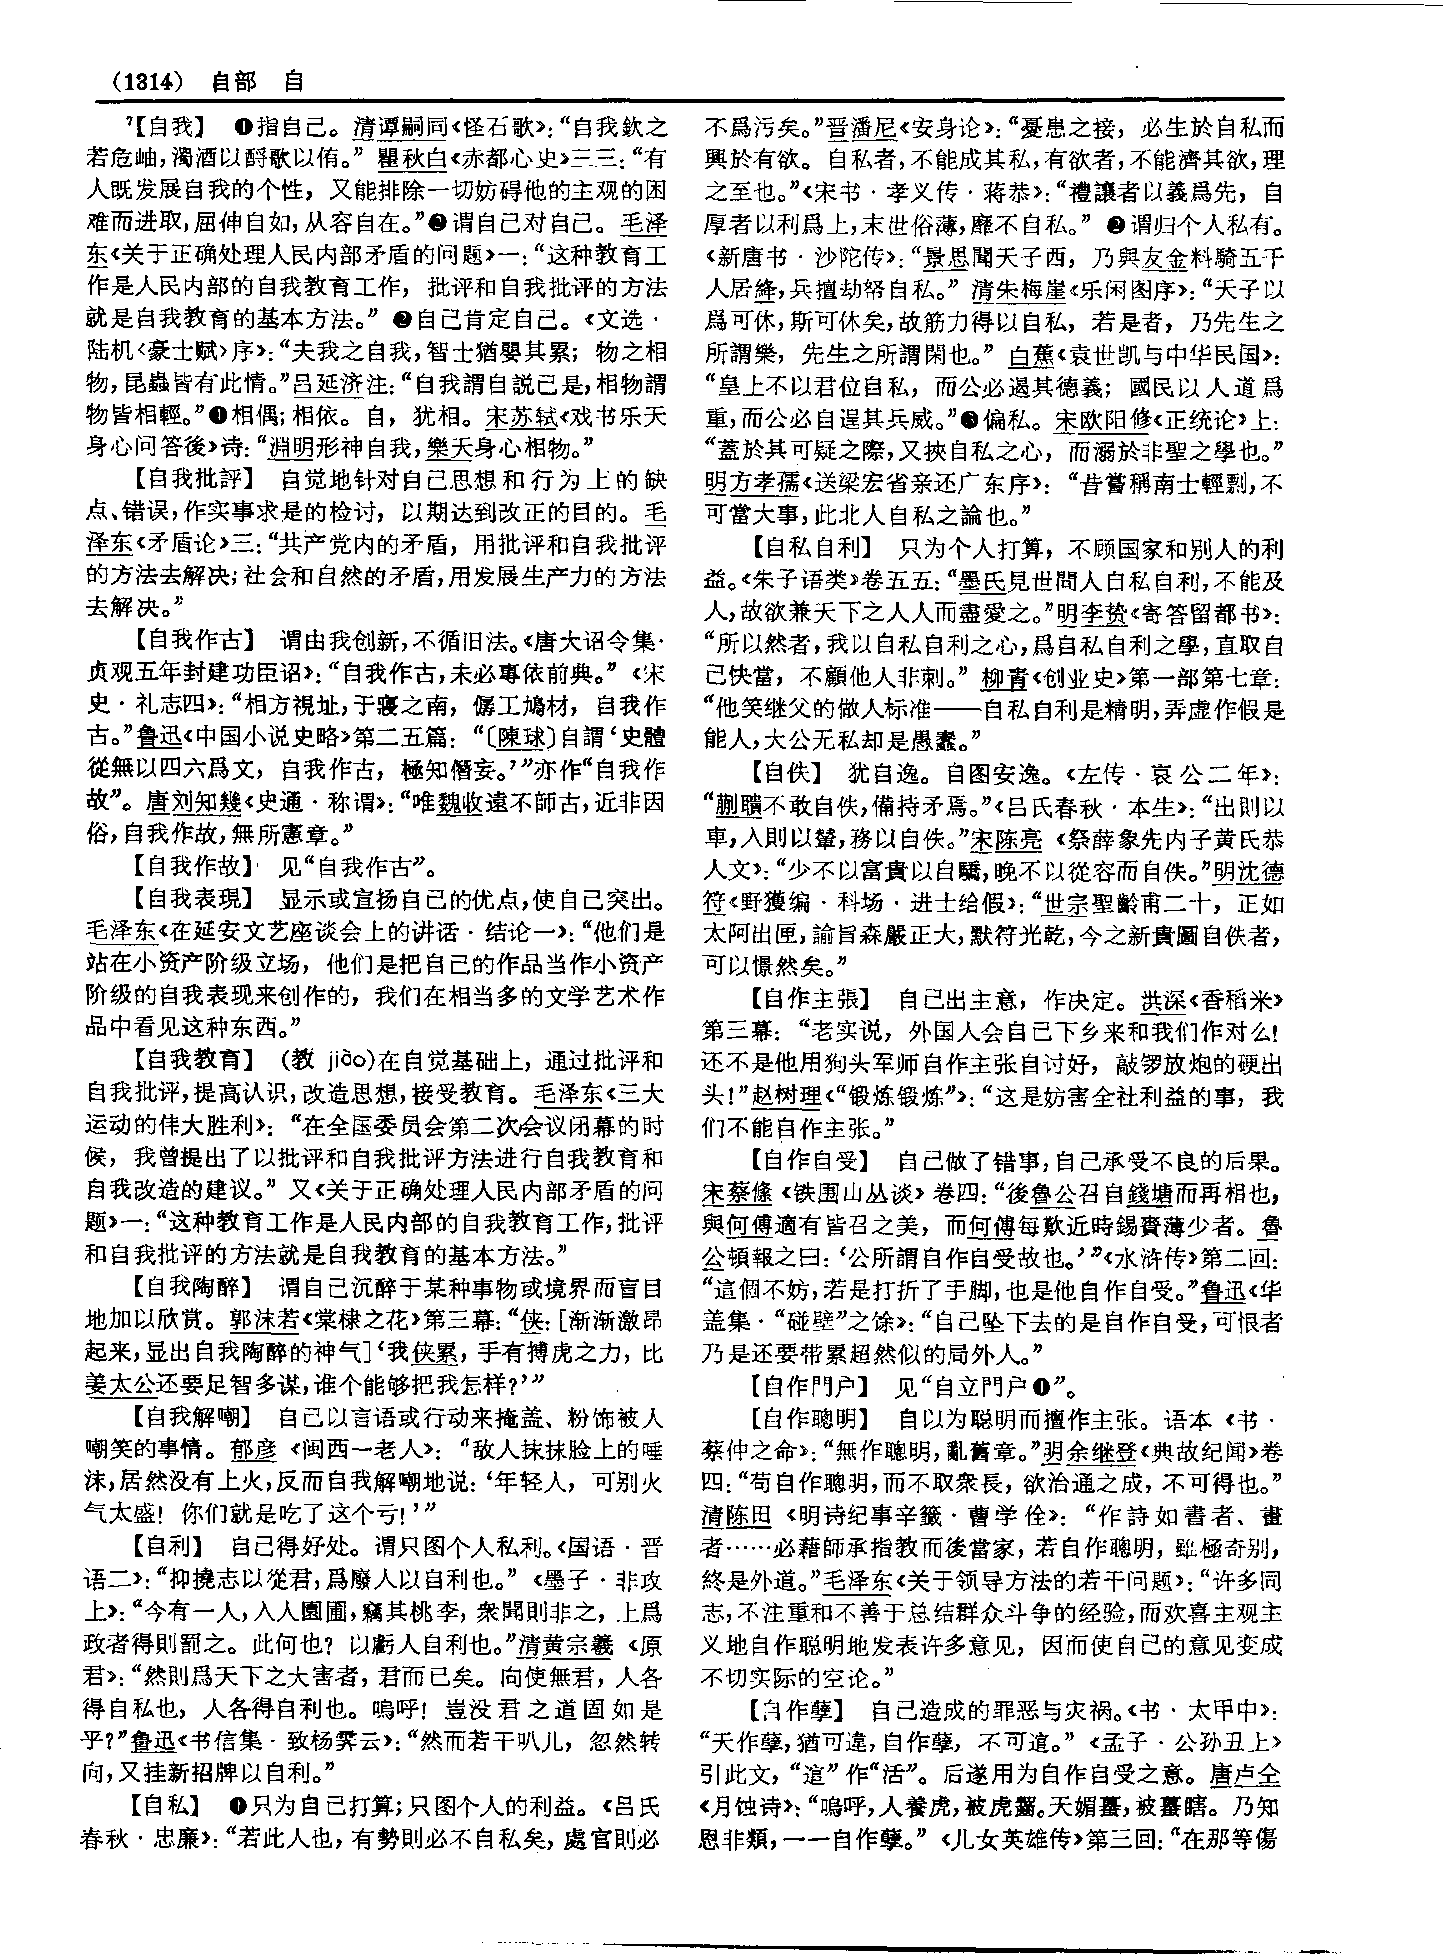 (1314) 自部 自
【自我】 ❶指自己。清谭嗣同《怪石歌》：“自我欹之
若危岫，濁酒以酹歌以侑。” 瞿秋白《赤都心史》三三：“有
人既发展自我的个性，又能排除一切妨碍他的主观的困
难而进取，屈伸自如，从容自在。”❷谓自己对自己。毛泽
东《关于正确处理人民内部矛盾的问题》一：“这种教育工
作是人民内部的自我教育工作，批评和自我批评的方法
就是自我教育的基本方法。” ❸自己肯定自己。《文选·
陆机〈豪士赋〉序》：“夫我之自我，智士猶嬰其累；物之相
物，昆蟲皆有此情。”吕延济注：“自我謂自説己是，相物謂
物皆相輕。”❹相偶；相依。自，犹相。宋苏轼《戏书乐天
身心问答後》诗：“淵明形神自我，樂天身心相物。”
【自我批評】 自觉地针对自己思想和行为上的缺
点、错误，作实事求是的检讨，以期达到改正的目的。毛
泽东《矛盾论》三：“共产党内的矛盾，用批评和自我批评
的方法去解决；社会和自然的矛盾，用发展生产力的方法
去解决。”
【自我作古】 谓由我创新，不循旧法。《唐大诏令集·
贞观五年封建功臣诏》：“自我作古，未必專依前典。”《宋
史·礼志四》：“相方視址，于寢之南，僝工鳩材，自我作
古。”鲁迅《中国小说史略》第二五篇：“〔陳球〕自謂‘史體
從無以四六爲文，自我作古，極知僭妄。’”亦作“自我作
故”。唐刘知幾《史通·称谓》：“唯魏收遠不師古，近非因
俗，自我作故，無所憲章。”
【自我作故】 见“自我作古”。
【自我表現】 显示或宣扬自己的优点，使自己突出。
毛泽东《在延安文艺座谈会上的讲话·结论一》：“他们是
站在小资产阶级立场，他们是把自己的作品当作小资产
阶级的自我表现来创作的，我们在相当多的文学艺术作
品中看见这种东西。”
【自我教育】 （教 jiào）在自觉基础上，通过批评和
自我批评，提高认识，改造思想，接受教育。毛泽东《三大
运动的伟大胜利》：“在全国委员会第二次会议闭幕的时
候，我曾提出了以批评和自我批评方法进行自我教育和
自我改造的建议。”又《关于正确处理人民内部矛盾的问
题》一：“这种教育工作是人民内部的自我教育工作，批评
和自我批评的方法就是自我教育的基本方法。”
【自我陶醉】 谓自己沉醉于某种事物或境界而盲目
地加以欣赏。郭沫若《棠棣之花》第三幕：“侠：［渐渐激昂
起来，显出自我陶醉的神气］‘我侠累，手有搏虎之力，比
姜太公还要足智多谋，谁个能够把我怎样？’”
【自我解嘲】 自己以言语或行动来掩盖、粉饰被人
嘲笑的事情。郁彦《闽西一老人》：“敌人抹抹脸上的唾
沫，居然没有上火，反而自我解嘲地说：‘年轻人，可别火
气太盛！你们就是吃了这个亏！’”
【自利】 自己得好处。谓只图个人私利。《国语·晋
语二》：“抑撓志以從君，爲廢人以自利也。”《墨子·非攻
上》：“今有一人，入人園圃，竊其桃李，衆聞則非之，上爲
政者得則罰之。此何也？以虧人自利也。”清黄宗羲《原
君》：“然則爲天下之大害者，君而已矣。向使無君，人各
得自私也，人各得自利也。嗚呼！豈没君之道固如是
乎？”鲁迅《书信集·致杨霁云》：“然而若干叭儿，忽然转
向，又挂新招牌以自利。”
【自私】 ❶只为自己打算；只图个人的利益。《吕氏
春秋·忠廉》：“若此人也，有勢則必不自私矣，處官則必
不爲污矣。”晋潘尼《安身论》：“憂患之接，必生於自私而
興於有欲。自私者，不能成其私，有欲者，不能濟其欲，理
之至也。”《宋书·孝义传·蒋恭》：“禮讓者以義爲先，自
厚者以利爲上，末世俗薄，靡不自私。” ❷谓归个人私有。
《新唐书·沙陀传》：“景思聞天子西，乃與友金料騎五千
人居絳，兵擅劫帑自私。” 清朱梅崖《乐闲图序》：“天子以
爲可休，斯可休矣，故筋力得以自私，若是者，乃先生之
所謂樂，先生之所謂閑也。” 白蕉《袁世凯与中华民国》：
“皇上不以君位自私，而公必遏其德義；國民以人道爲
重，而公必自逞其兵威。”❸偏私。宋欧阳修《正统论》上：
“蓋於其可疑之際，又挾自私之心，而溺於非聖之學也。”
明方孝孺《送梁宏省亲还广东序》：“昔嘗稱南士輕剽，不
可當大事，此北人自私之論也。”
【自私自利】 只为个人打算，不顾国家和别人的利
益。《朱子语类》卷五五：“墨氏見世間人自私自利，不能及
人，故欲兼天下之人人而盡愛之。”明李贽《寄答留都书》：
“所以然者，我以自私自利之心，爲自私自利之學，直取自
己快當，不顧他人非刺。” 柳青《创业史》第一部第七章：
“他笑继父的做人标准——自私自利是精明，弄虚作假是
能人，大公无私却是愚蠢。”
【自佚】 犹自逸。自图安逸。《左传·哀公二年》：
“蒯聵不敢自佚，備持矛焉。”《吕氏春秋·本生》：“出則以
車，入則以輦，務以自佚。”宋陈亮《祭薛象先内子黄氏恭
人文》：“少不以富貴以自驕，晚不以從容而自佚。”明沈德
符《野獲编·科场·进士给假》：“世宗聖齡甫二十，正如
太阿出匣，諭旨森嚴正大，默符光乾，今之新貴圖自佚者，
可以憬然矣。”
【自作主張】 自己出主意，作决定。洪深《香稻米》
第三幕：“老实说，外国人会自己下乡来和我们作对么！
还不是他用狗头军师自作主张自讨好，敲锣放炮的硬出
头！”赵树理《“锻炼锻炼”》：“这是妨害全社利益的事，我
们不能自作主张。”
【自作自受】 自己做了错事，自己承受不良的后果。
宋蔡絛《铁围山丛谈》卷四：“後魯公召自錢塘而再相也，
與何傅適有皆召之美，而何傅每歎近時錫賚薄少者。魯
公頓報之曰：‘公所謂自作自受故也。’”《水浒传》第二回：
“這個不妨，若是打折了手脚，也是他自作自受。”鲁迅《华
盖集·“碰壁”之馀》：“自己坠下去的是自作自受，可恨者
乃是还要带累超然似的局外人。”
【自作門户】 见“自立門户❶”。
【自作聰明】 自以为聪明而擅作主张。语本《书·
蔡仲之命》：“無作聰明，亂舊章。”明余继登《典故纪闻》卷
四：“苟自作聰明，而不取衆長，欲治通之成，不可得也。”
清陈田《明诗纪事辛籤·曹学佺》：“作詩如書者、畫
者……必藉師承指教而後當家，若自作聰明，雖極奇别，
終是外道。”毛泽东《关于领导方法的若干问题》：“许多同
志，不注重和不善于总结群众斗争的经验，而欢喜主观主
义地自作聪明地发表许多意见，因而使自己的意见变成
不切实际的空论。”
【自作孽】 自己造成的罪恶与灾祸。《书·太甲中》：
“天作孽，猶可違，自作孽，不可逭。”《孟子·公孙丑上》
引此文，“逭”作“活”。后遂用为自作自受之意。唐卢仝
《月蚀诗》：“嗚呼，人養虎，被虎齧。天媚蟇，被蟇瞎。乃知
恩非類，一一自作孽。”《儿女英雄传》第三回：“在那等傷